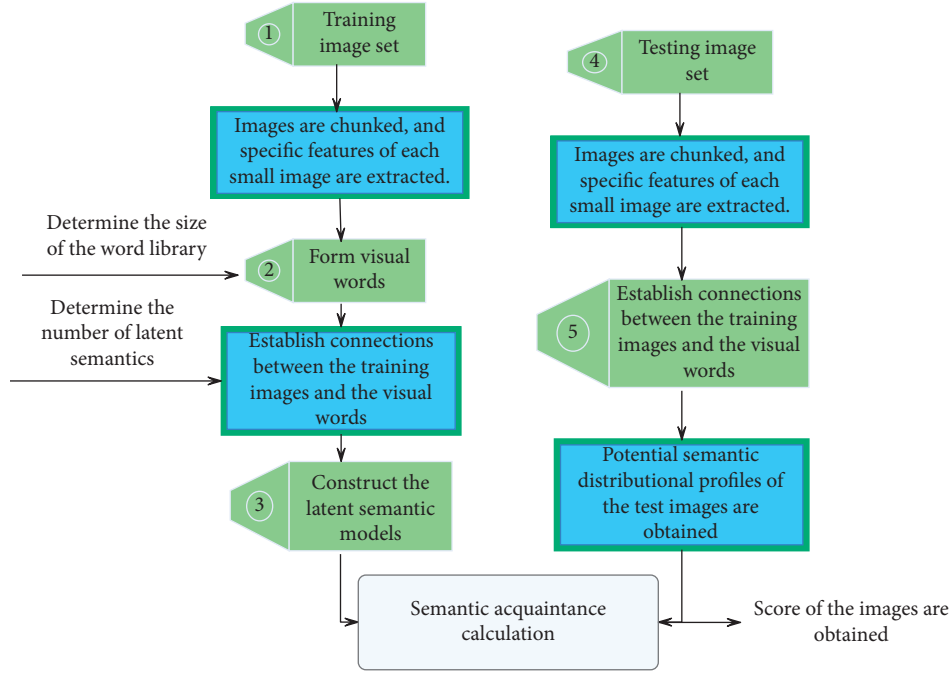 1
Training
image set
Images are chunked, and
specific features of each
small image are extracted.
Determine the size
of the word library
2
Form visual
words
Determine the
number of latent
semantics
Establish connections
between the training
images and the visual
words
3
Construct the
latent semantic
models
4
Testing image
set
Images are chunked, and
specific features of each
small image are extracted.
5
Establish connections
between the training
images and the visual
words
Potential semantic
distributional profiles of
the test images are
obtained
Semantic acquaintance
calculation
Score of the images are
obtained